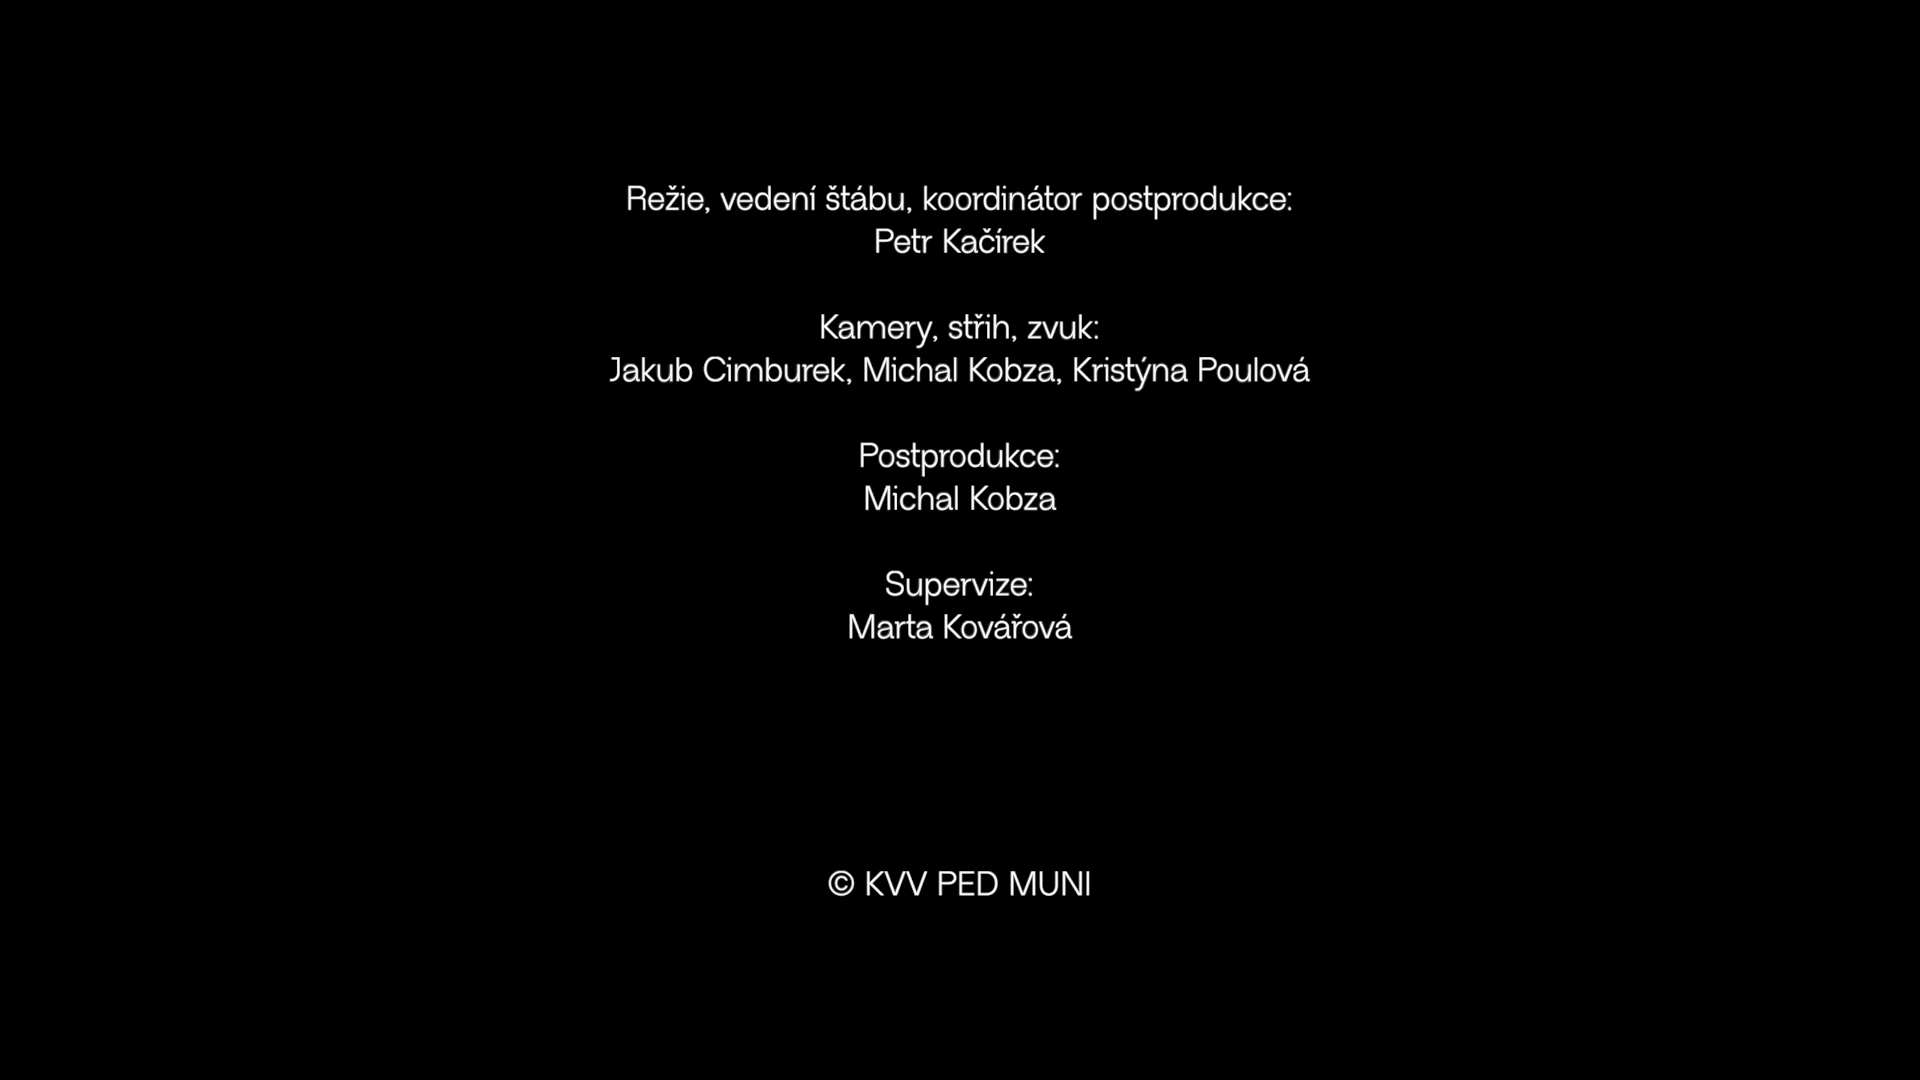 Režie, vedení štábu, koordinátor postprodukce:
Petr Kačírek
Kamery, střih, zvuk:
Jakub Cimburek, Michal Kobza, Kristýna Poulová
Postprodukce:
Michal Kobza
Supervize:
Marta Kovářová
© KVV PED MUNI